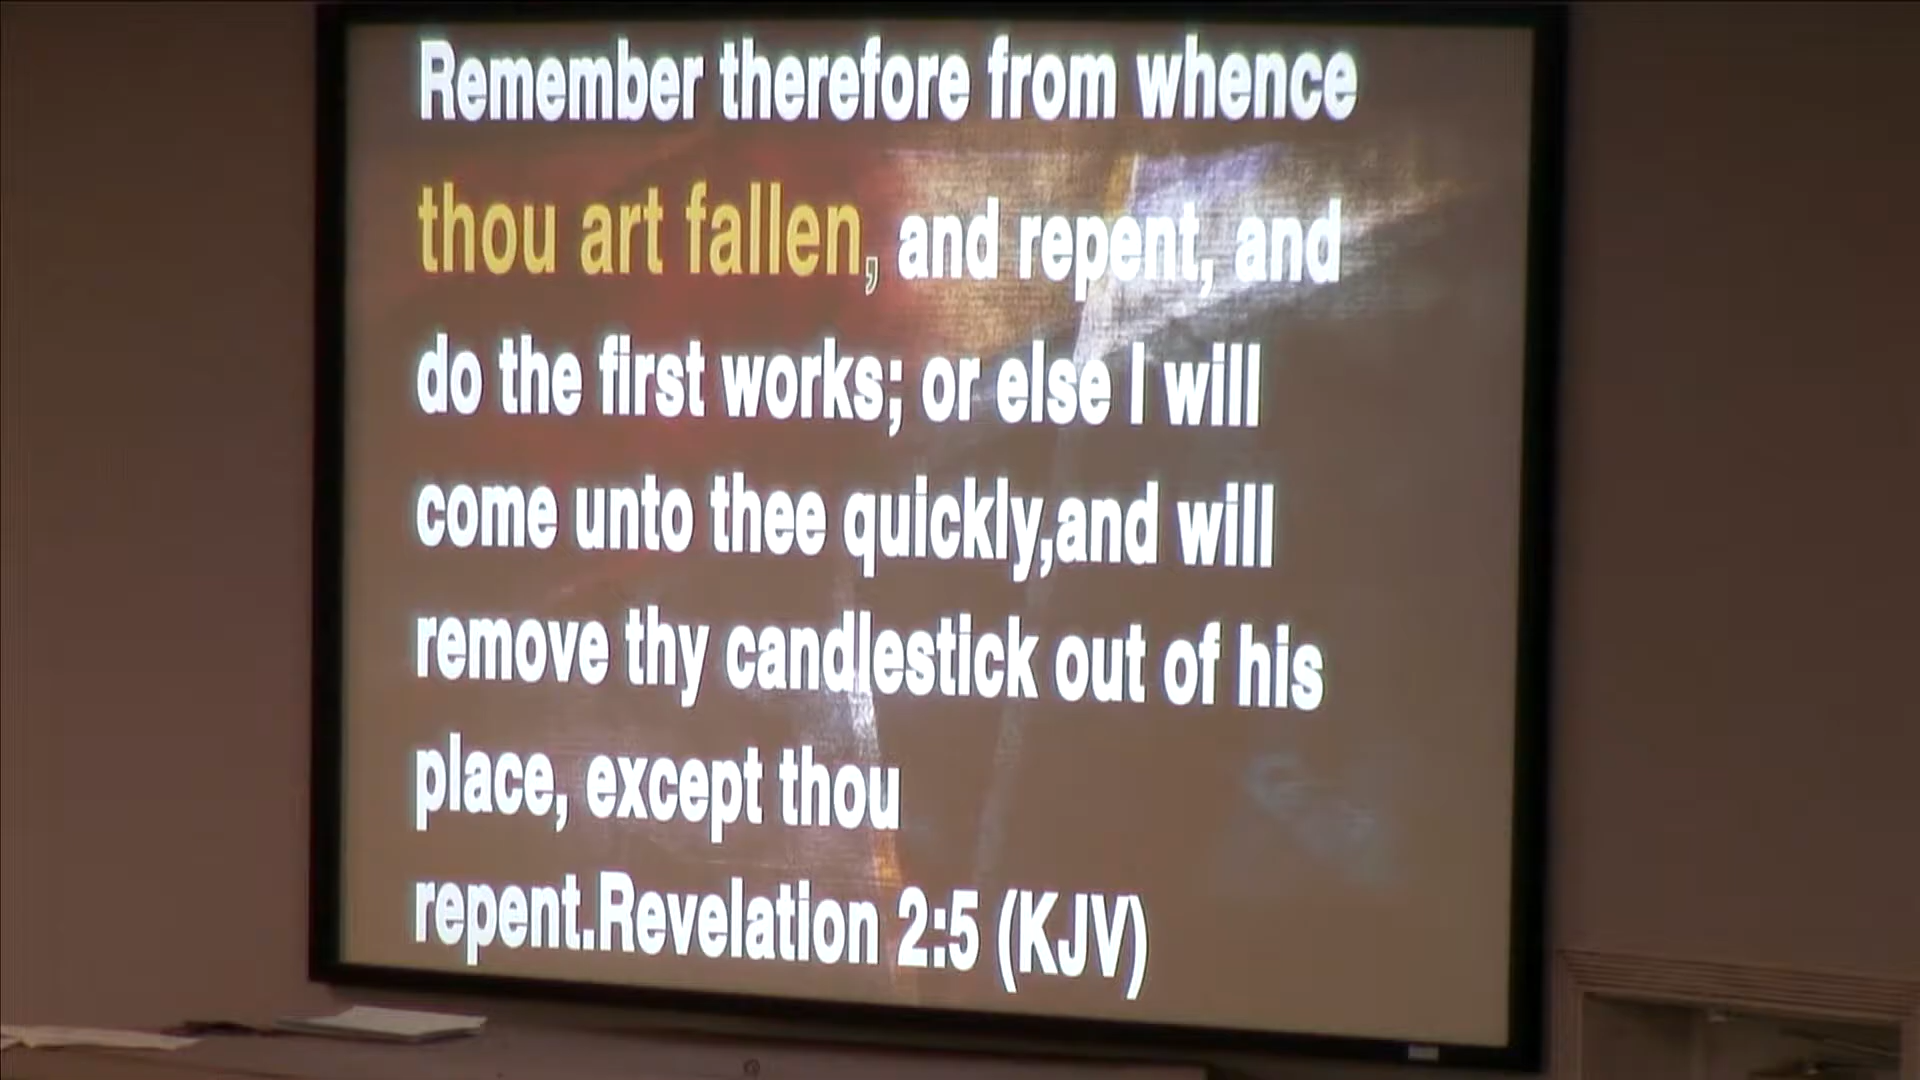 Remember therefore from whence
thou art fallen, and repent, and
do the first works; or else I will
come unto thee quickly,and will
remove thy candlestick out of his
place, except thou
repent.Revelation 2:5 (KJV)